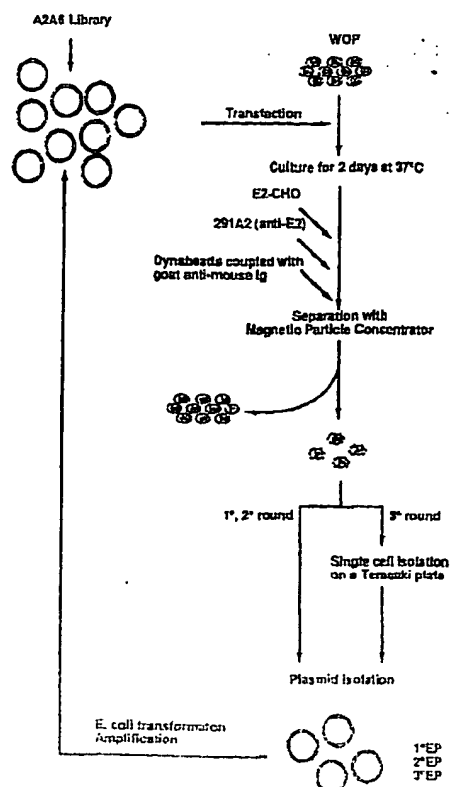 A2A6 Library
WOP
Transfection
Culture for 2 days at 37°C
E2-CHO
291A2 (anti-E2)
Dynabeads coupled with
goat anti-mouse Ig
Separation with
Magnetic Particle Concentrator
1°, 2° round
3° round
Single cell isolation
on a Terasaki plate
Plasmid isolation
E. coli transformation
Amplification
1°EP
2°EP
3°EP